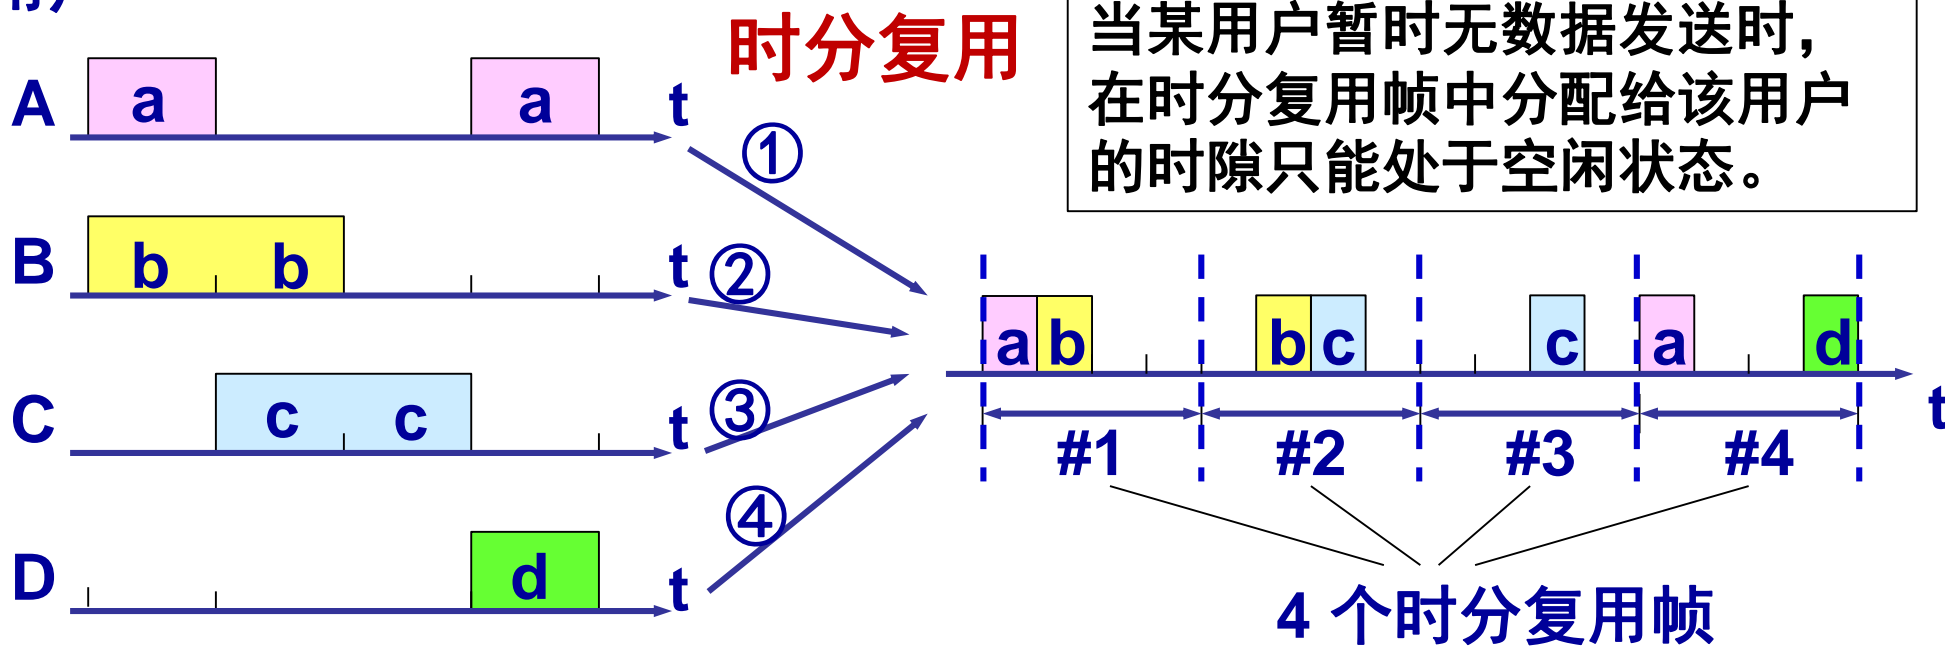 时分复用
当某用户暂时无数据发送时，
在时分复用帧中分配给该用户
的时隙只能处于空闲状态。
A a a t
①
B b b t
②
C c c t
③
D d t
④
a b b c c a d
t
#1 #2 #3 #4
4 个时分复用帧